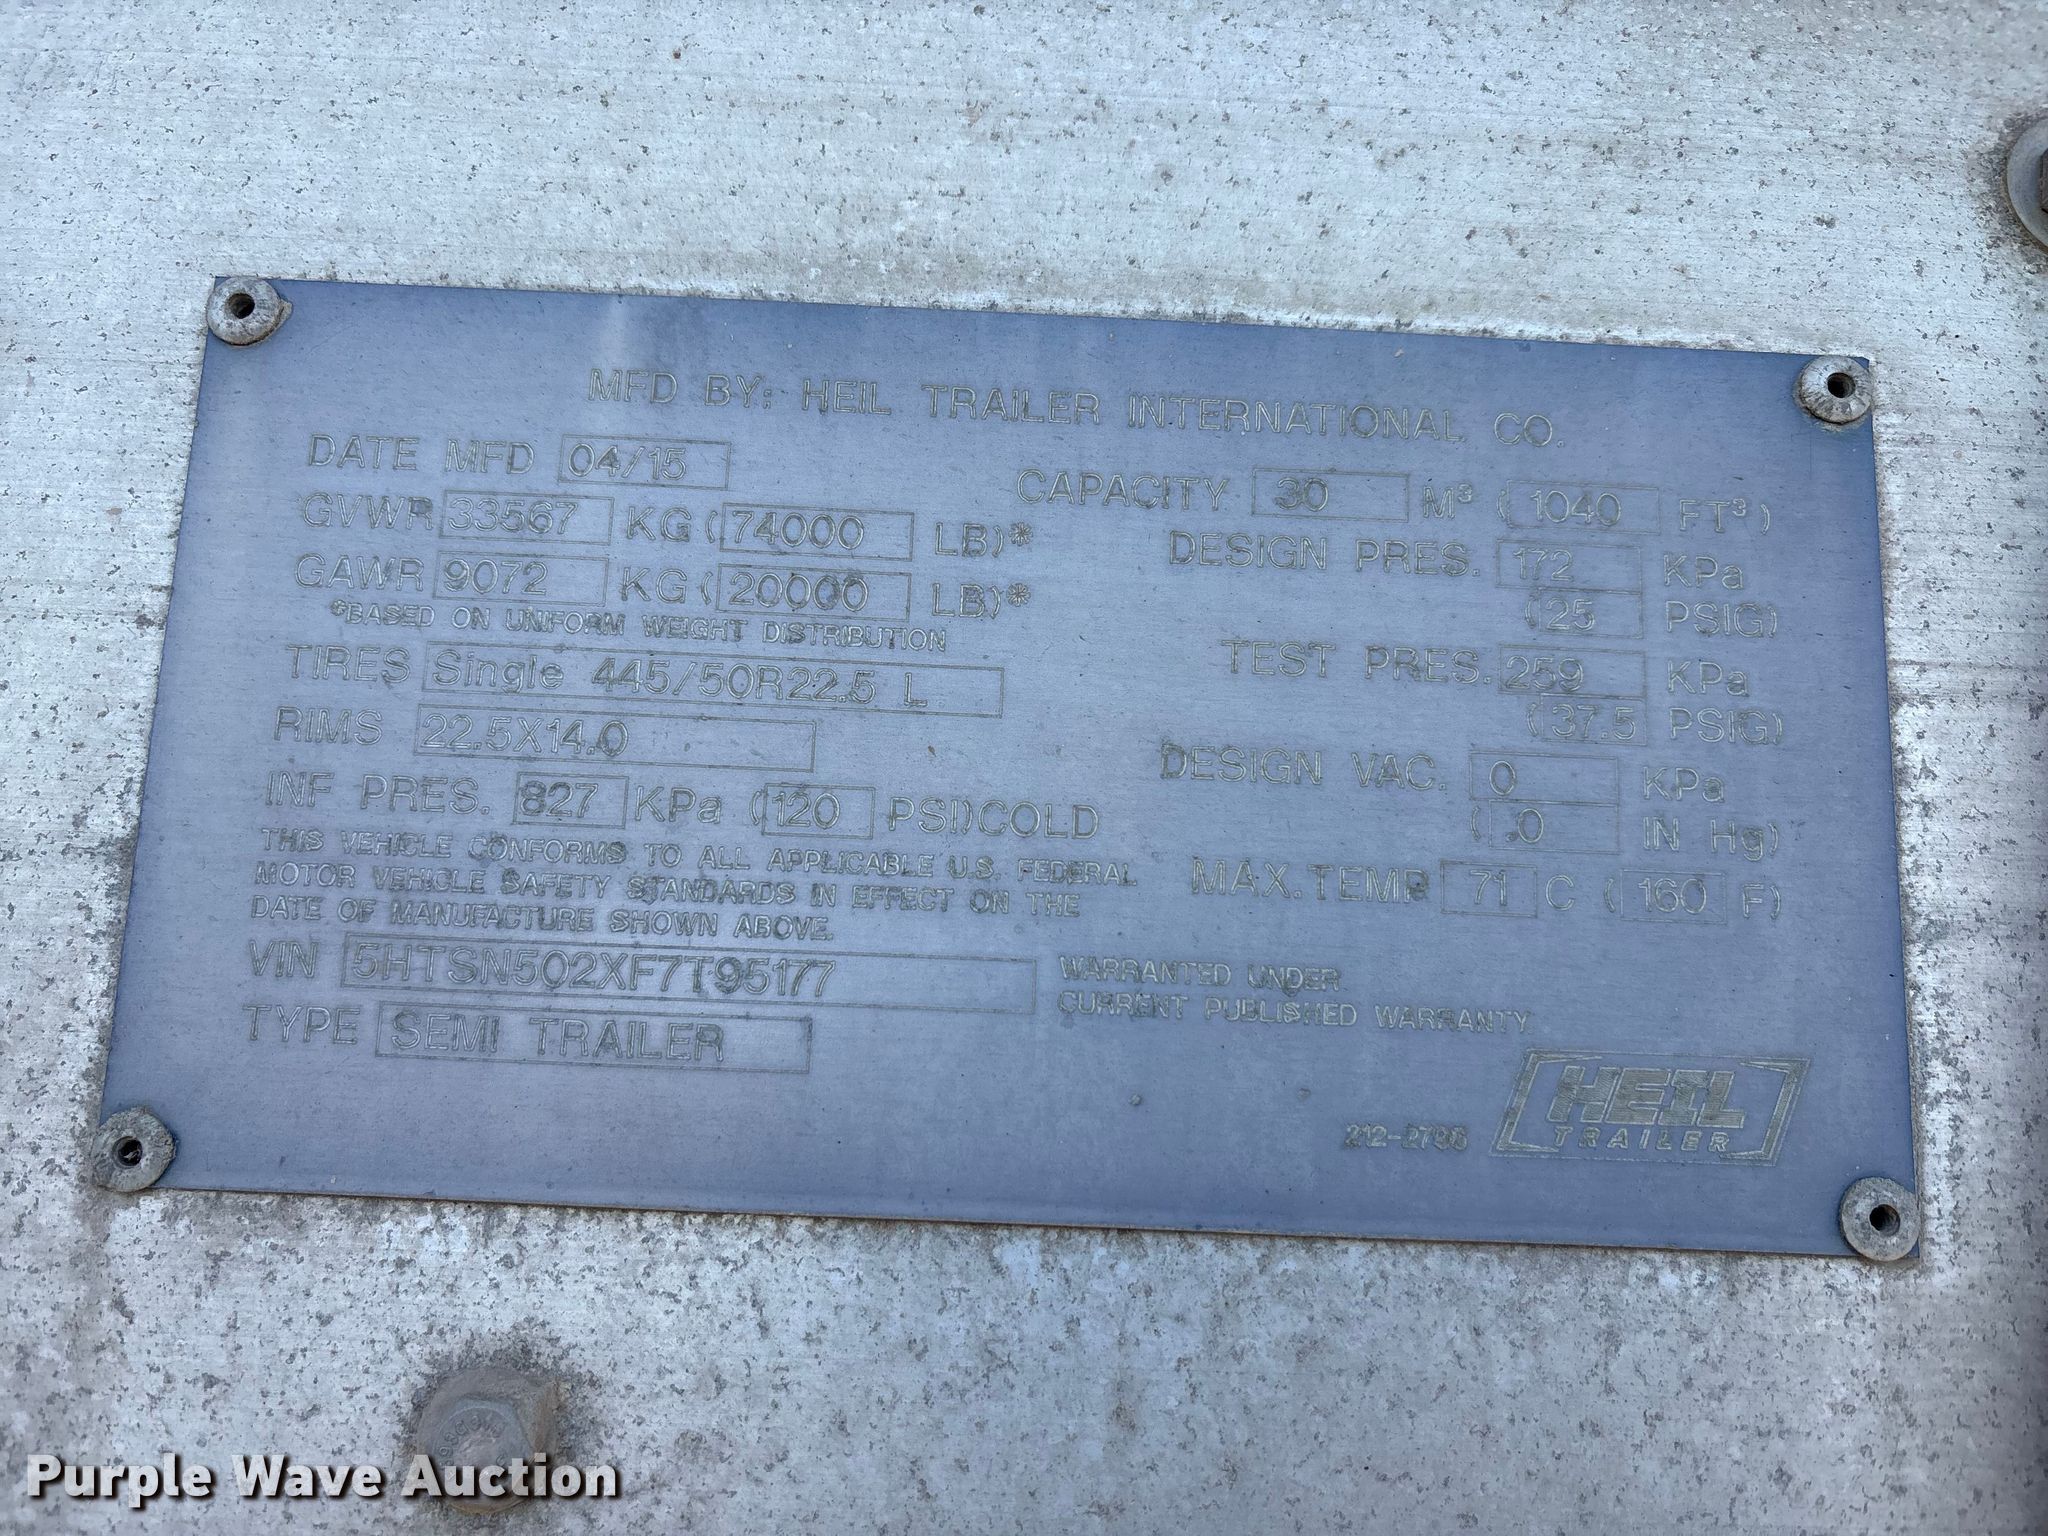 MFD BY: HEIL TRAILER INTERNATIONAL CO.
DATE MFD 04/15
GVWR 33567 KG (74000 LB)*
GAWR 9072 KG (20000 LB)*
*BASED ON UNIFORM WEIGHT DISTRIBUTION
TIRES Single 445/50R22.5 L
RIMS 22.5X14.0
INF PRES. 827 KPa (120 PSI)COLD
THIS VEHICLE CONFORMS TO ALL APPLICABLE U.S. FEDERAL
MOTOR VEHICLE SAFETY STANDARDS IN EFFECT ON THE
DATE OF MANUFACTURE SHOWN ABOVE.
VIN 5HTSN502XF7T95177
TYPE SEMI TRAILER
CAPACITY 30 M³ (1040 FT³)
DESIGN PRES. 172 KPa
(25 PSIG)
TEST PRES. 259 KPa
(37.5 PSIG)
DESIGN VAC. 0 KPa
(.0 IN Hg)
MAX. TEMP 71 C (160 F)
WARRANTED UNDER
CURRENT PUBLISHED WARRANTY
HEIL
TRAILER
Purple Wave Auction